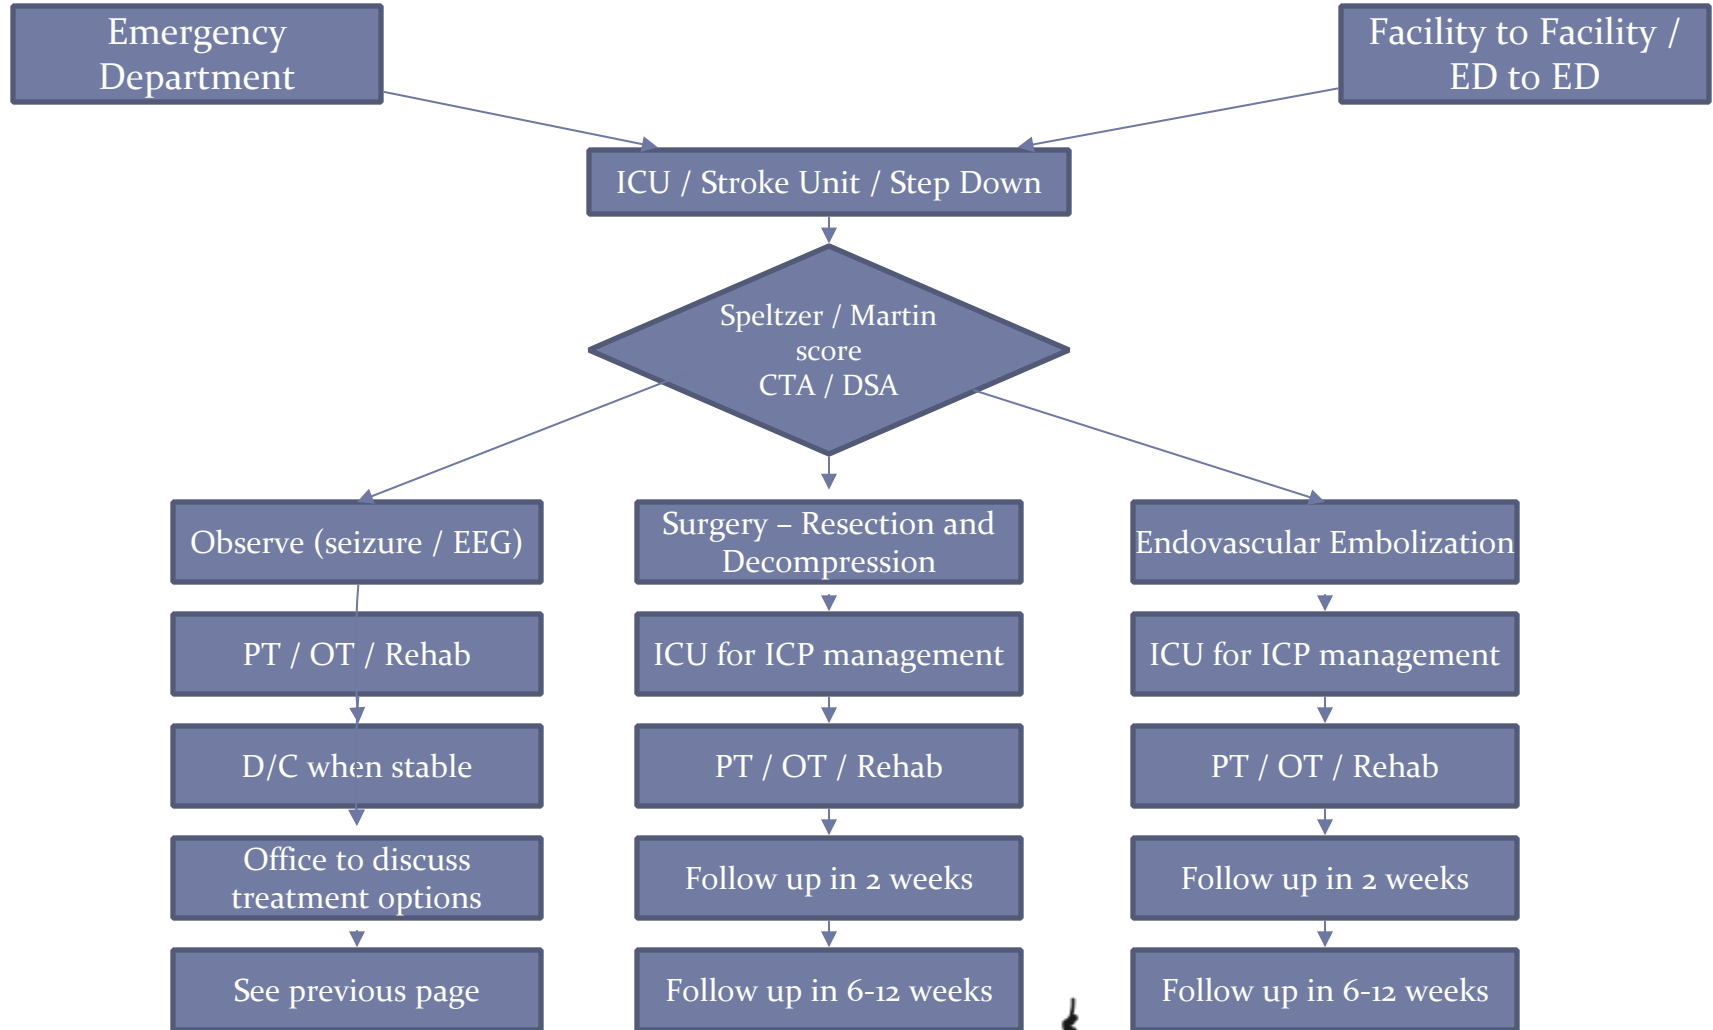 Emergency
Department
Facility to Facility /
ED to ED
ICU / Stroke Unit / Step Down
Speltzer / Martin
score
CTA / DSA
Observe (seizure / EEG)
PT / OT / Rehab
D/C when stable
Office to discuss
treatment options
See previous page
Surgery – Resection and
Decompression
ICU for ICP management
PT / OT / Rehab
Follow up in 2 weeks
Follow up in 6-12 weeks
Endovascular Embolization
ICU for ICP management
PT / OT / Rehab
Follow up in 2 weeks
Follow up in 6-12 weeks